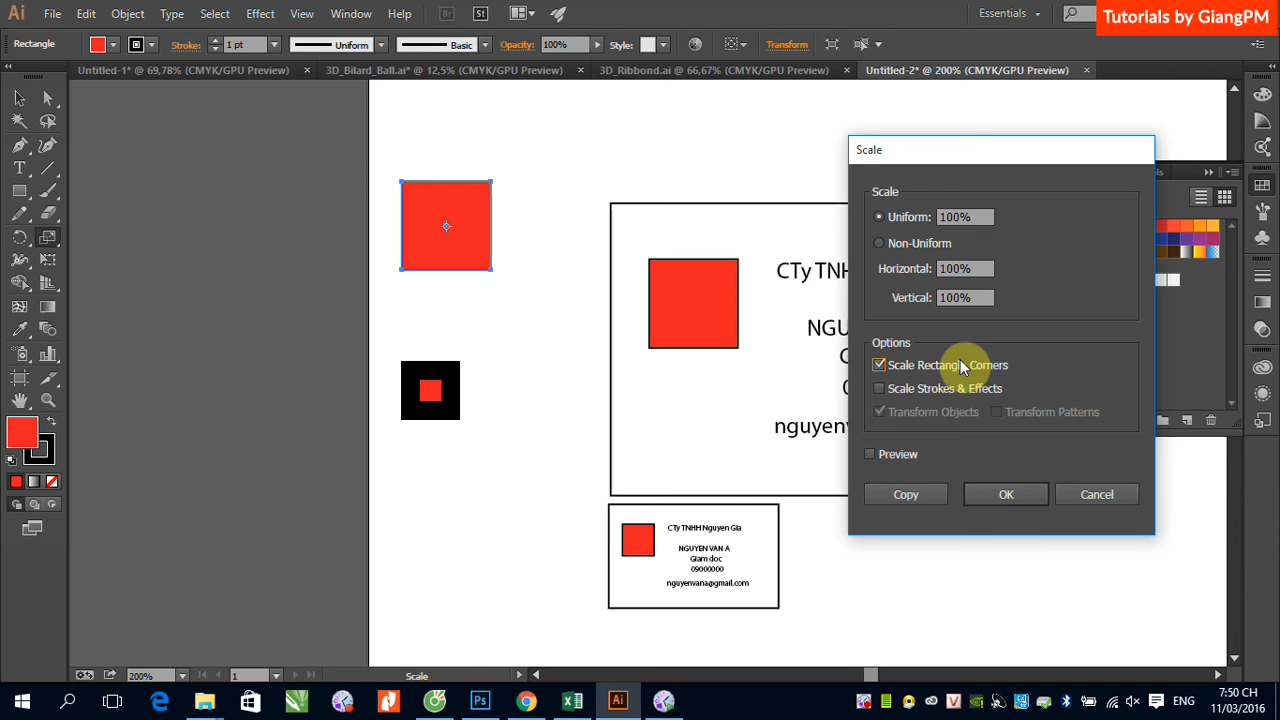 Ai File Edit Object Type Select Effect View Window Help Br St Essentials Tutorials by GiangPM
Rectangle Stroke: 1 pt Uniform Basic Opacity: 100% Style: Transform
Untitled-1* @ 69,78% (CMYK/GPU Preview) × 3D_Bilard_Ball.ai* @ 12,5% (CMYK/GPU Preview) × 3D_Ribbond.ai @ 66,67% (CMYK/GPU Preview) × Untitled-2* @ 200% (CMYK/GPU Preview) ×
Scale
Scale
Uniform: 100%
Non-Uniform
Horizontal: 100%
Vertical: 100%
Options
Scale Rectangle Corners
Scale Strokes & Effects
Transform Objects Transform Patterns
Preview
Copy OK Cancel
CTy TNH
NGU
nguyenv
CTy TNHH Nguyen Gia
NGUYEN VAN A
Giam doc
09000000
nguyenvana@gmail.com
200% 1 Scale
Ps Ai ENG 7:50 CH
11/03/2016